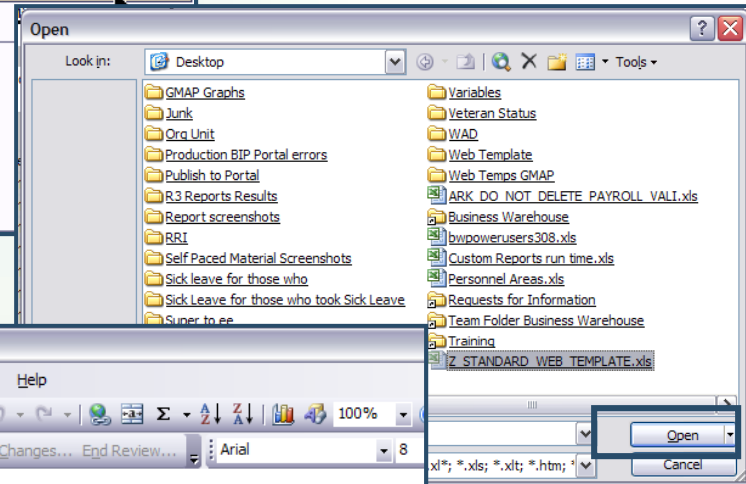 Open
Look in: Desktop Tools
GMAP Graphs
Junk
Org Unit
Production BIP Portal errors
Publish to Portal
R3 Reports Results
Report screenshots
RRI
Self Paced Material Screenshots
Sick leave for those who
Sick Leave for those who took Sick Leave
Super to ee
Variables
Veteran Status
WAD
Web Template
Web Temps GMAP
ARK_DO_NOT_DELETE_PAYROLL_VALI.xls
Business Warehouse
bwpowerusers308.xls
Custom Reports run time.xls
Personnel Areas.xls
Requests for Information
Team Folder Business Warehouse
Training
Z_STANDARD_WEB_TEMPLATE.xls
Help
100%
Changes... End Review... Arial 8
Open
.xl*; *.xls; *.xlt; *.htm; *
Cancel